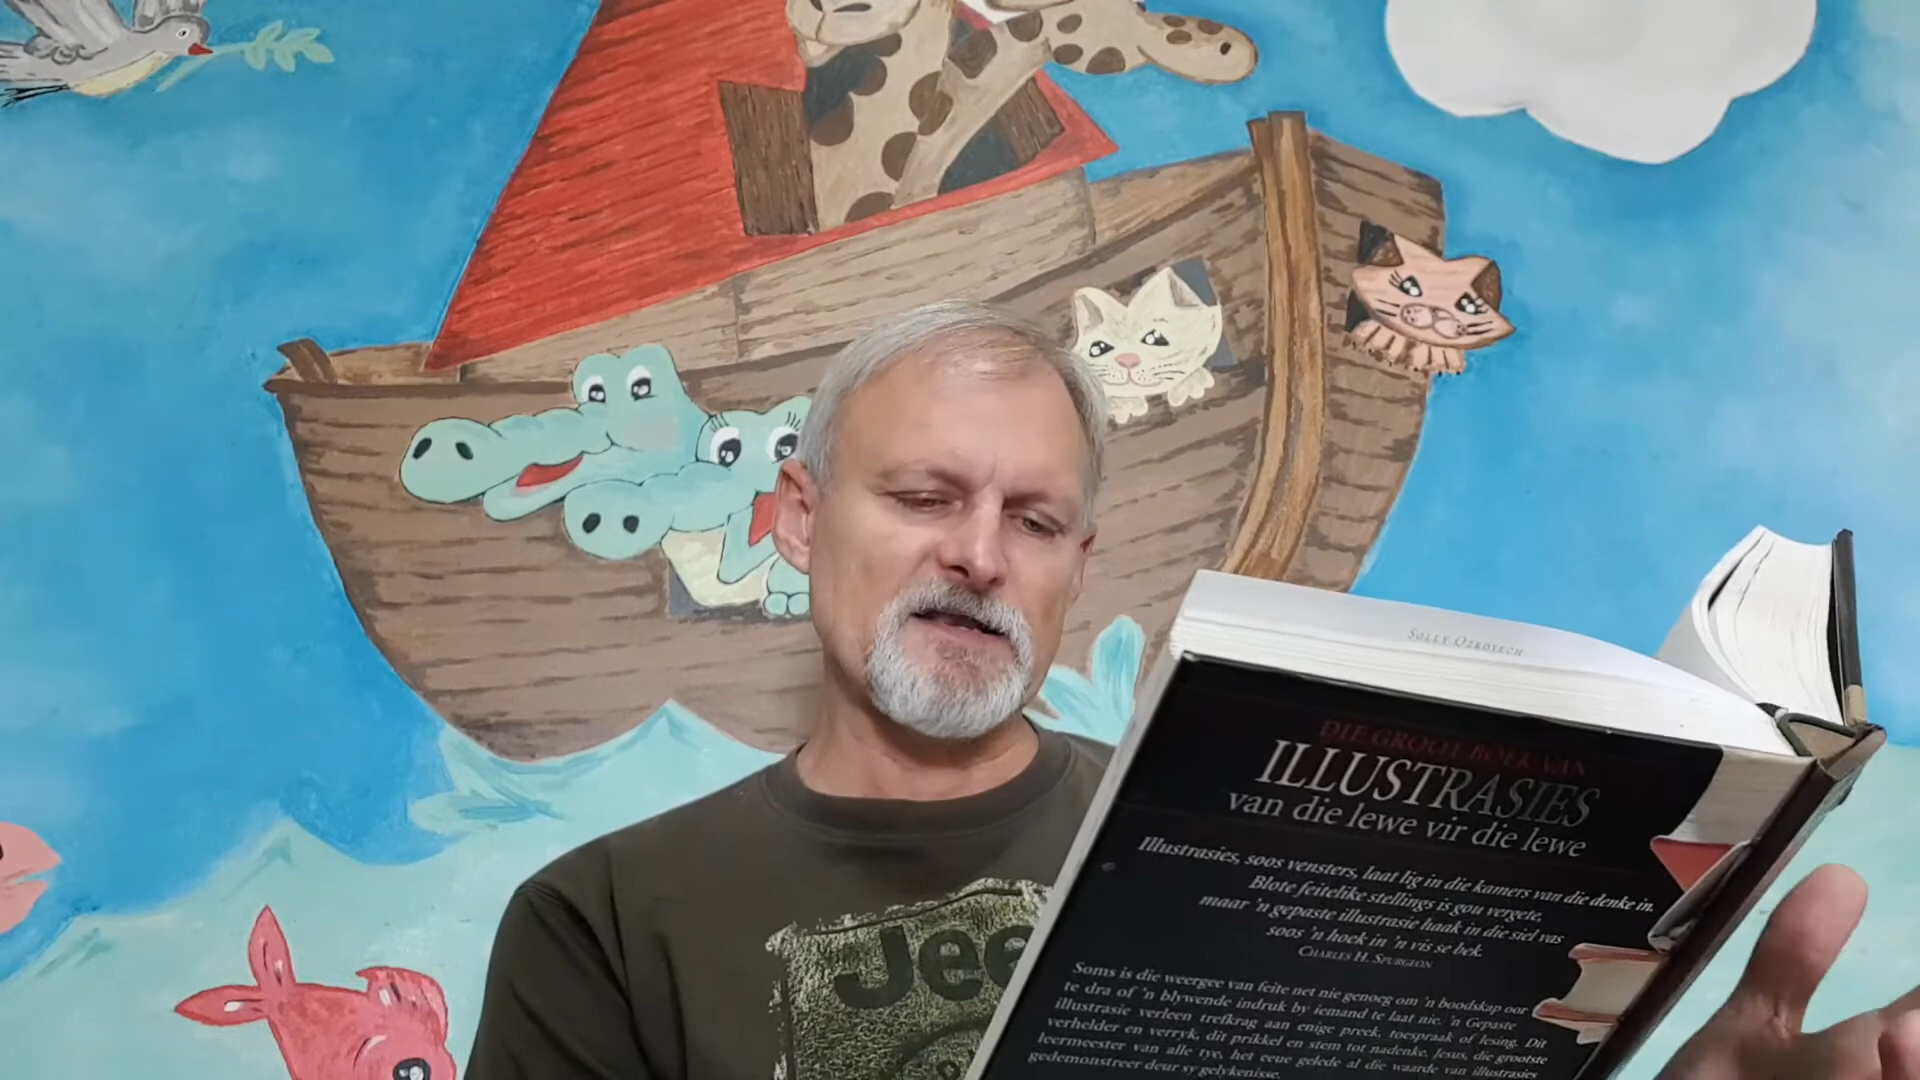 SALLY OZROVECH
DIE GROOT BOEK VAN
ILLUSTRASIES
van die lewe vir die lewe
Illustrasies, soos vensters, laat lig in die kamers van die denke in.
Blote feitelike stellings is gou vergete,
maar 'n gepaste illustrasie haak in die siel vas
soos 'n hoek in 'n vis se bek.
CHARLES H. SPURGEON
Soms is die weergee van feite net nie genoeg om 'n boodskap oor
te dra of 'n blywende indruk by iemand te laat nie. 'n Gepaste
illustrasie verleen trefkrag aan enige preek, toespraak of lesing. Dit
verhelder en verryk, dit prikkel en stem tot nadenke. Jesus, die grootste
leermeester van alle tye, het eeue gelede al die waarde van illustrasies
gedemonstreer deur sy gelykenisse.
Jee